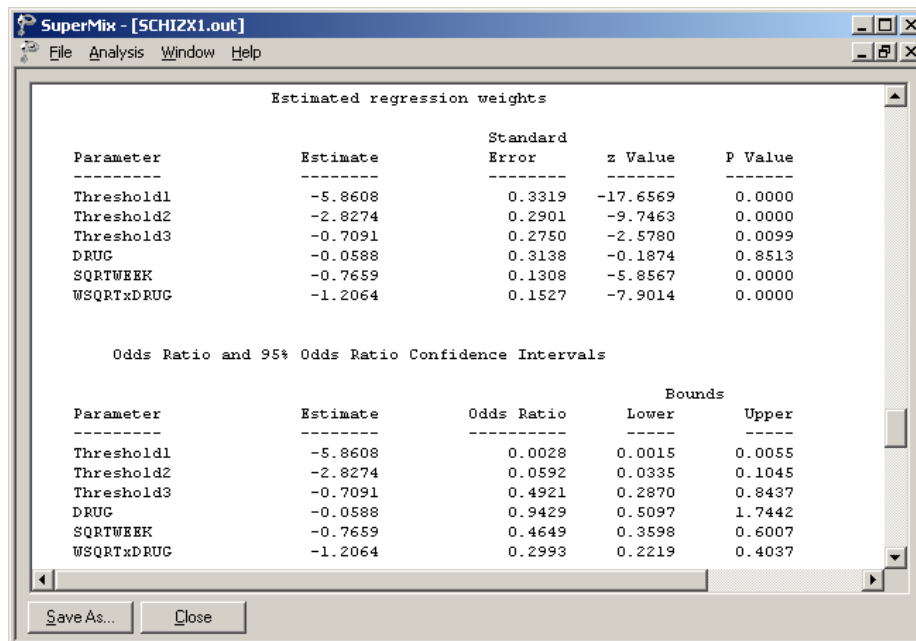 SuperMix - [SCHIZX1.out]
File Analysis Window Help
Estimated regression weights
Standard
Parameter Estimate Error z Value P Value
--------- -------- -------- ------- -------
Threshold1 -5.8608 0.3319 -17.6569 0.0000
Threshold2 -2.8274 0.2901 -9.7463 0.0000
Threshold3 -0.7091 0.2750 -2.5780 0.0099
DRUG -0.0588 0.3138 -0.1874 0.8513
SQRTWEEK -0.7659 0.1308 -5.8567 0.0000
WSQRTxDRUG -1.2064 0.1527 -7.9014 0.0000
Odds Ratio and 95% Odds Ratio Confidence Intervals
Bounds
Parameter Estimate Odds Ratio Lower Upper
--------- -------- ---------- ----- -----
Threshold1 -5.8608 0.0028 0.0015 0.0055
Threshold2 -2.8274 0.0592 0.0335 0.1045
Threshold3 -0.7091 0.4921 0.2870 0.8437
DRUG -0.0588 0.9429 0.5097 1.7442
SQRTWEEK -0.7659 0.4649 0.3598 0.6007
WSQRTxDRUG -1.2064 0.2993 0.2219 0.4037
Save As... Close